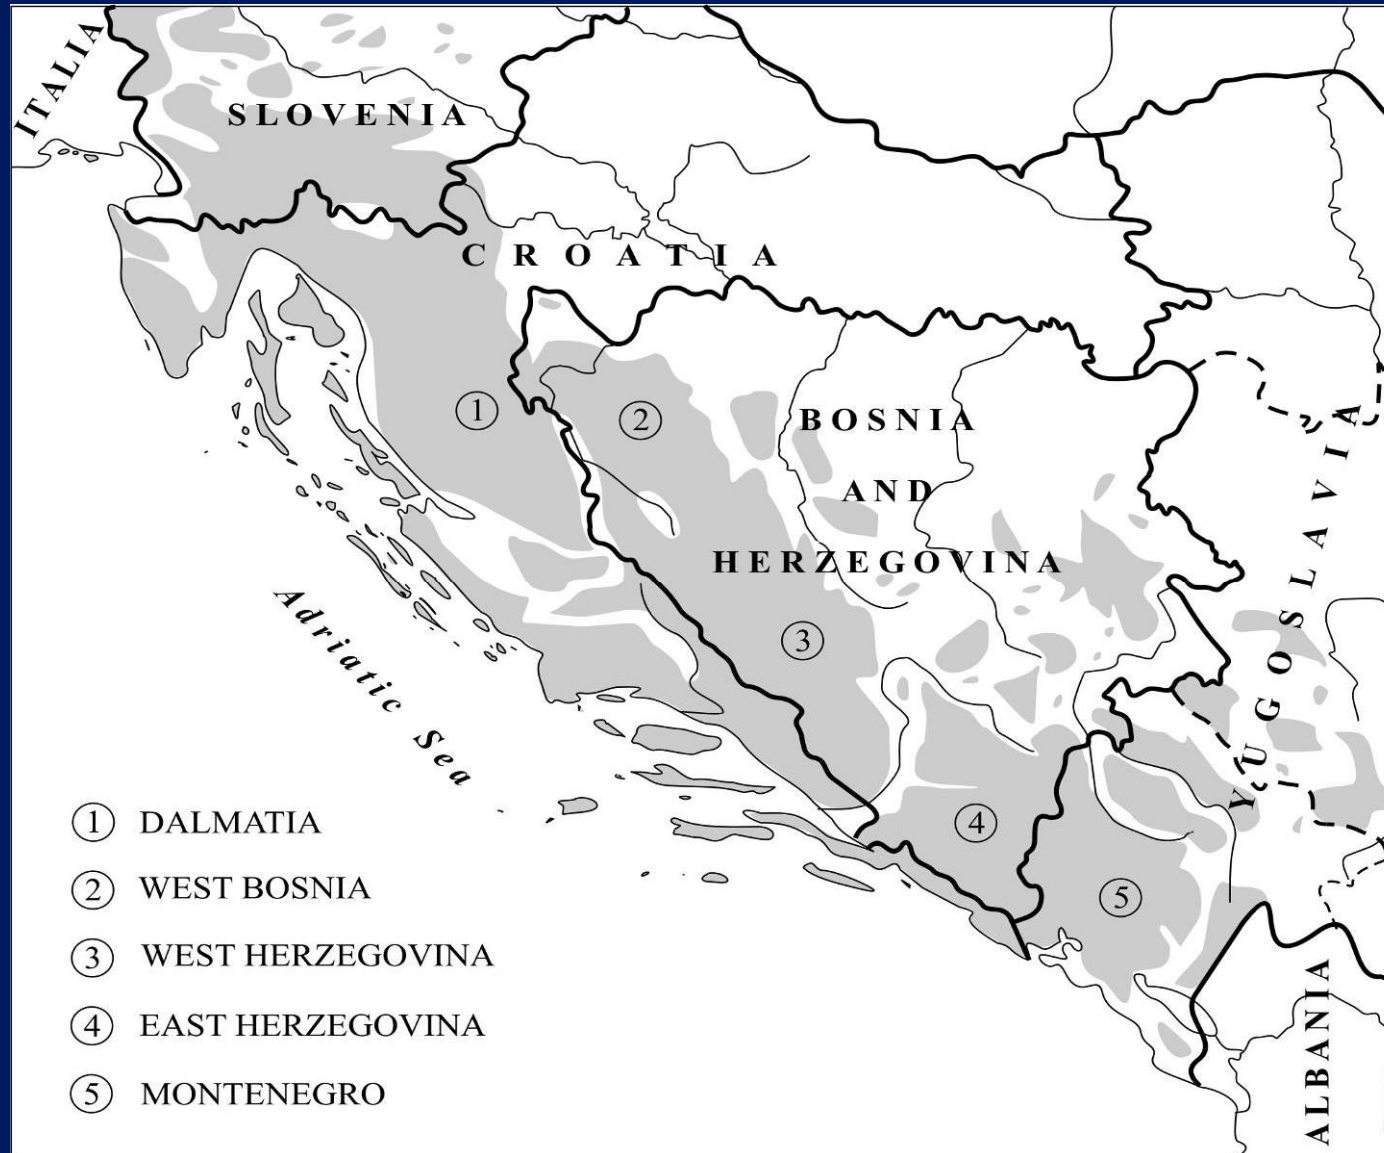 ITALIA
SLOVENIA
CROATIA
1
2
BOSNIA
AND
HERZEGOVINA
YUGOSLAVIA
3
Adriatic Sea
4
5
ALBANIA
1 DALMATIA
2 WEST BOSNIA
3 WEST HERZEGOVINA
4 EAST HERZEGOVINA
5 MONTENEGRO